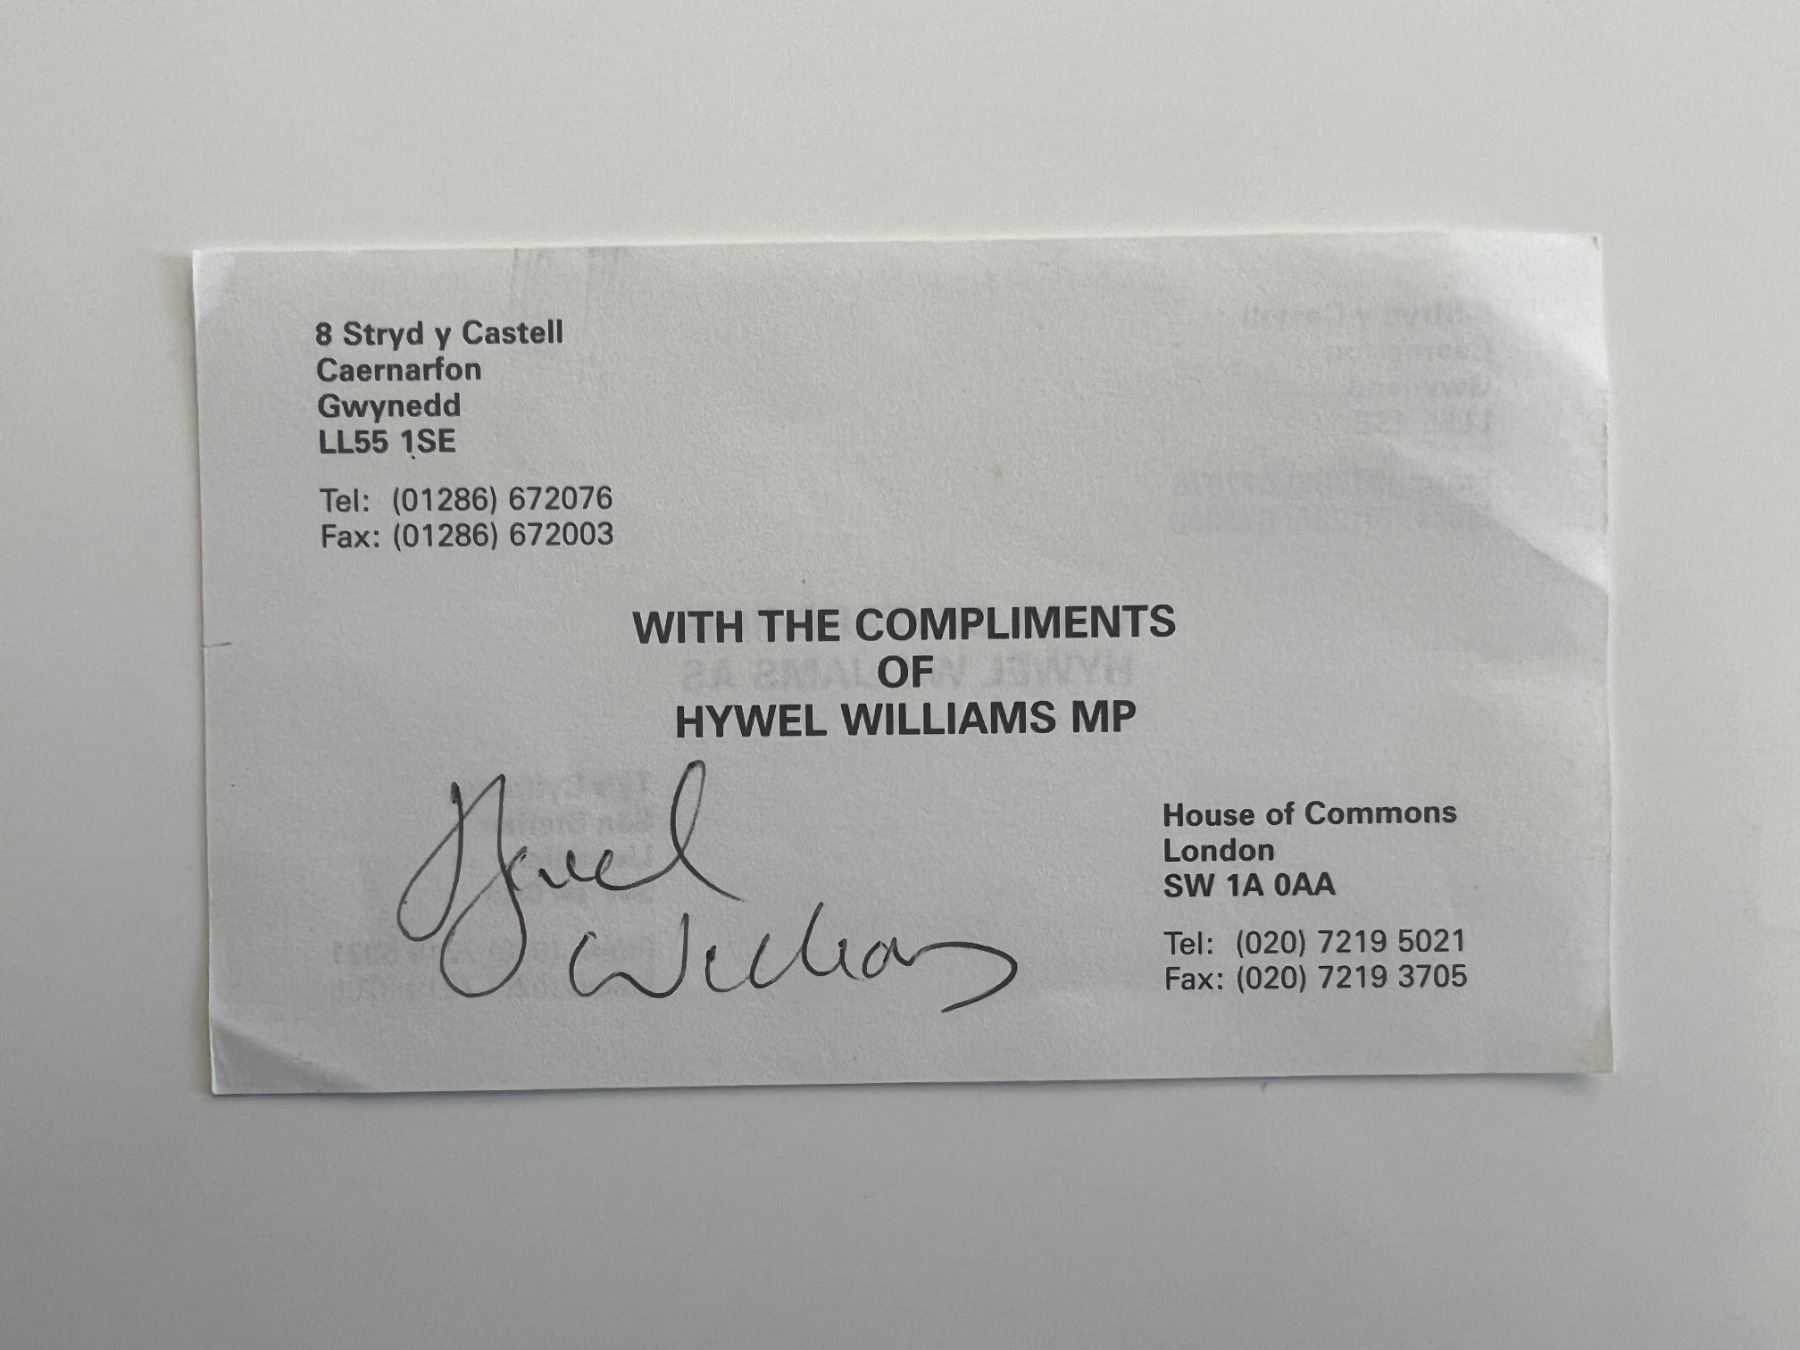 8 Stryd y Castell
Caernarfon
Gwynedd
LL55 1SE
Tel: (01286) 672076
Fax: (01286) 672003
WITH THE COMPLIMENTS
OF
HYWEL WILLIAMS MP
Hywel
Williams
House of Commons
London
SW 1A 0AA
Tel: (020) 7219 5021
Fax: (020) 7219 3705